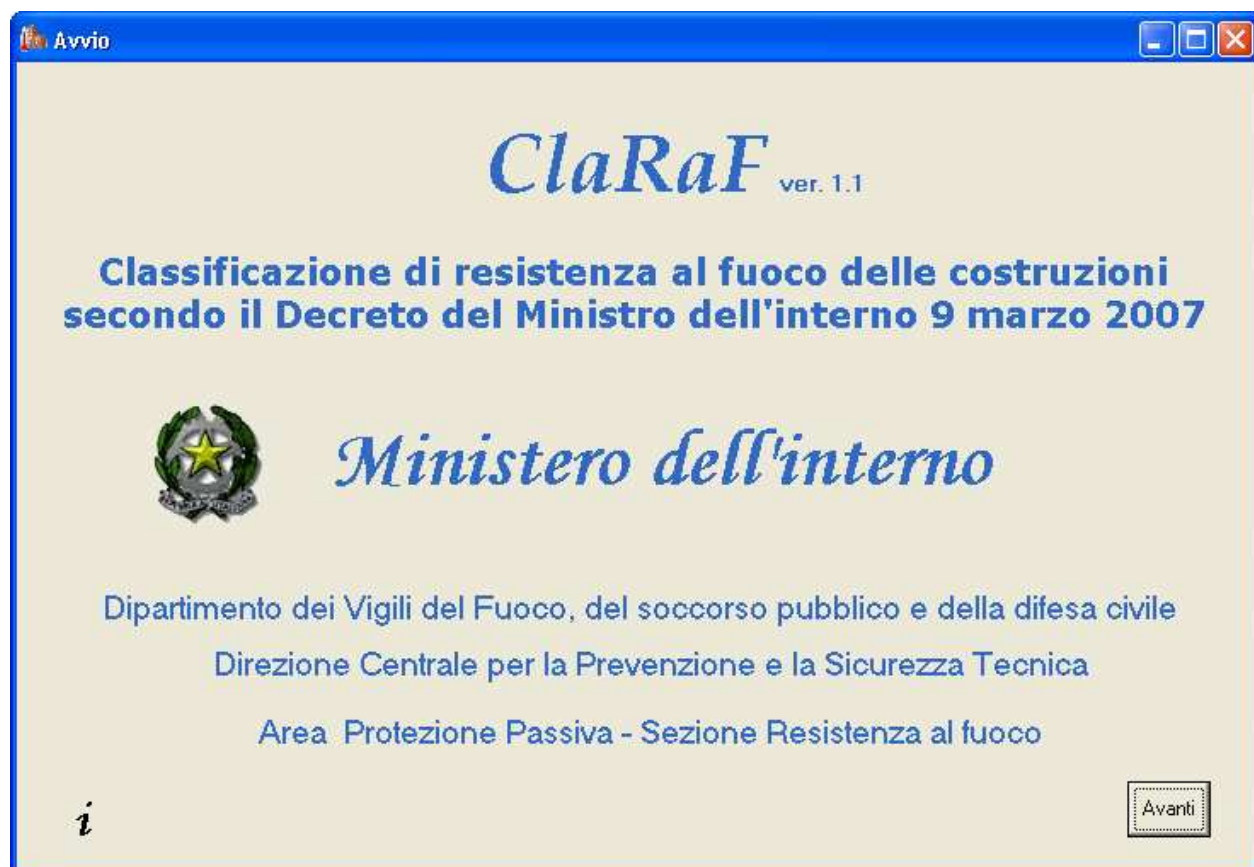 Avvio
ClaRaF ver. 1.1
Classificazione di resistenza al fuoco delle costruzioni
secondo il Decreto del Ministro dell'interno 9 marzo 2007
Ministero dell'interno
Dipartimento dei Vigili del Fuoco, del soccorso pubblico e della difesa civile
Direzione Centrale per la Prevenzione e la Sicurezza Tecnica
Area Protezione Passiva - Sezione Resistenza al fuoco
i
Avanti